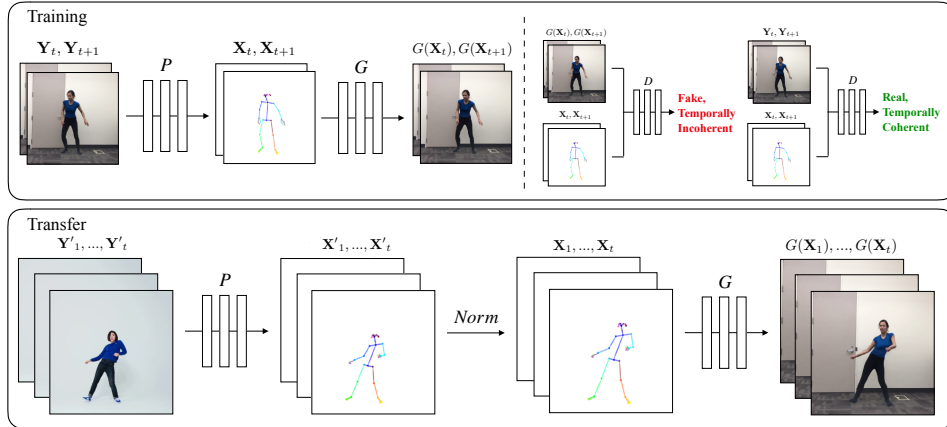 Training
Y_t, Y_{t+1}
P
X_t, X_{t+1}
G
G(X_t), G(X_{t+1})
G(X_t), G(X_{t+1})
X_t, X_{t+1}
D
Fake,
Temporally
Incoherent
Y_t, Y_{t+1}
X_t, X_{t+1}
D
Real,
Temporally
Coherent
Transfer
Y'_1, ..., Y'_t
P
X'_1, ..., X'_t
Norm
X_1, ..., X_t
G
G(X_1), ..., G(X_t)